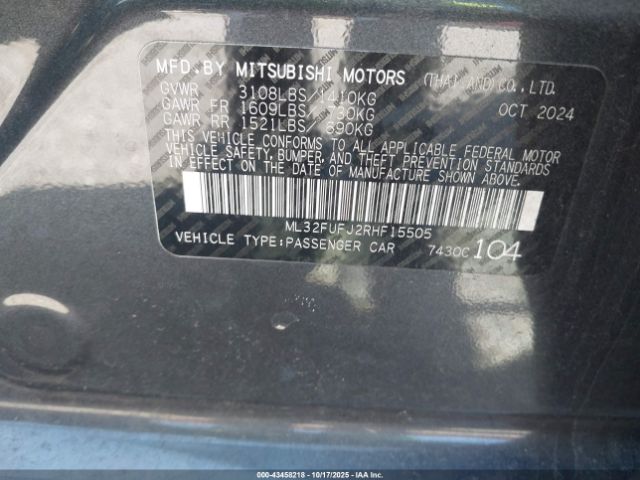 MFD.BY MITSUBISHI MOTORS (THAILAND)CO.,LTD.
GVWR 3108LBS/1410KG OCT 2024
GAWR FR 1609LBS/730KG
GAWR RR 1521LBS/690KG
THIS VEHICLE CONFORMS TO ALL APPLICABLE FEDERAL MOTOR
VEHICLE SAFETY, BUMPER, AND THEFT PREVENTION STANDARDS
IN EFFECT ON THE DATE OF MANUFACTURE SHOWN ABOVE.
ML32FUFJ2RHF15505
VEHICLE TYPE:PASSENGER CAR 7430C 104
000-43458218 - 10/17/2025 - IAAI.COM